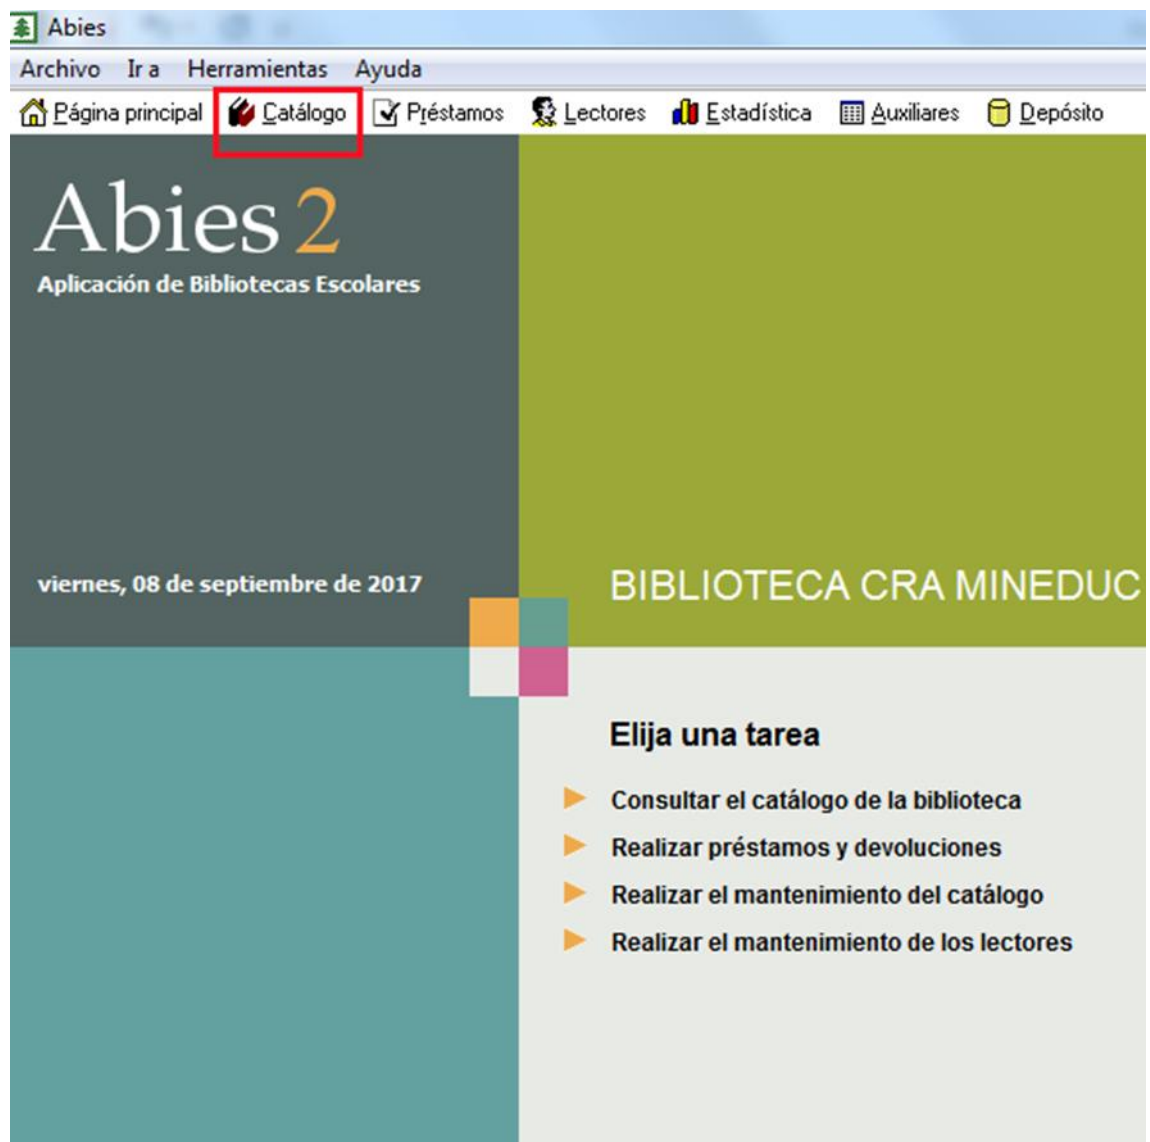 Abies
Archivo Ir a Herramientas Ayuda
Página principal Catálogo Préstamos Lectores Estadística Auxiliares Depósito
Abies 2
Aplicación de Bibliotecas Escolares
viernes, 08 de septiembre de 2017
BIBLIOTECA CRA MINEDUC
Elija una tarea
Consultar el catálogo de la biblioteca
Realizar préstamos y devoluciones
Realizar el mantenimiento del catálogo
Realizar el mantenimiento de los lectores